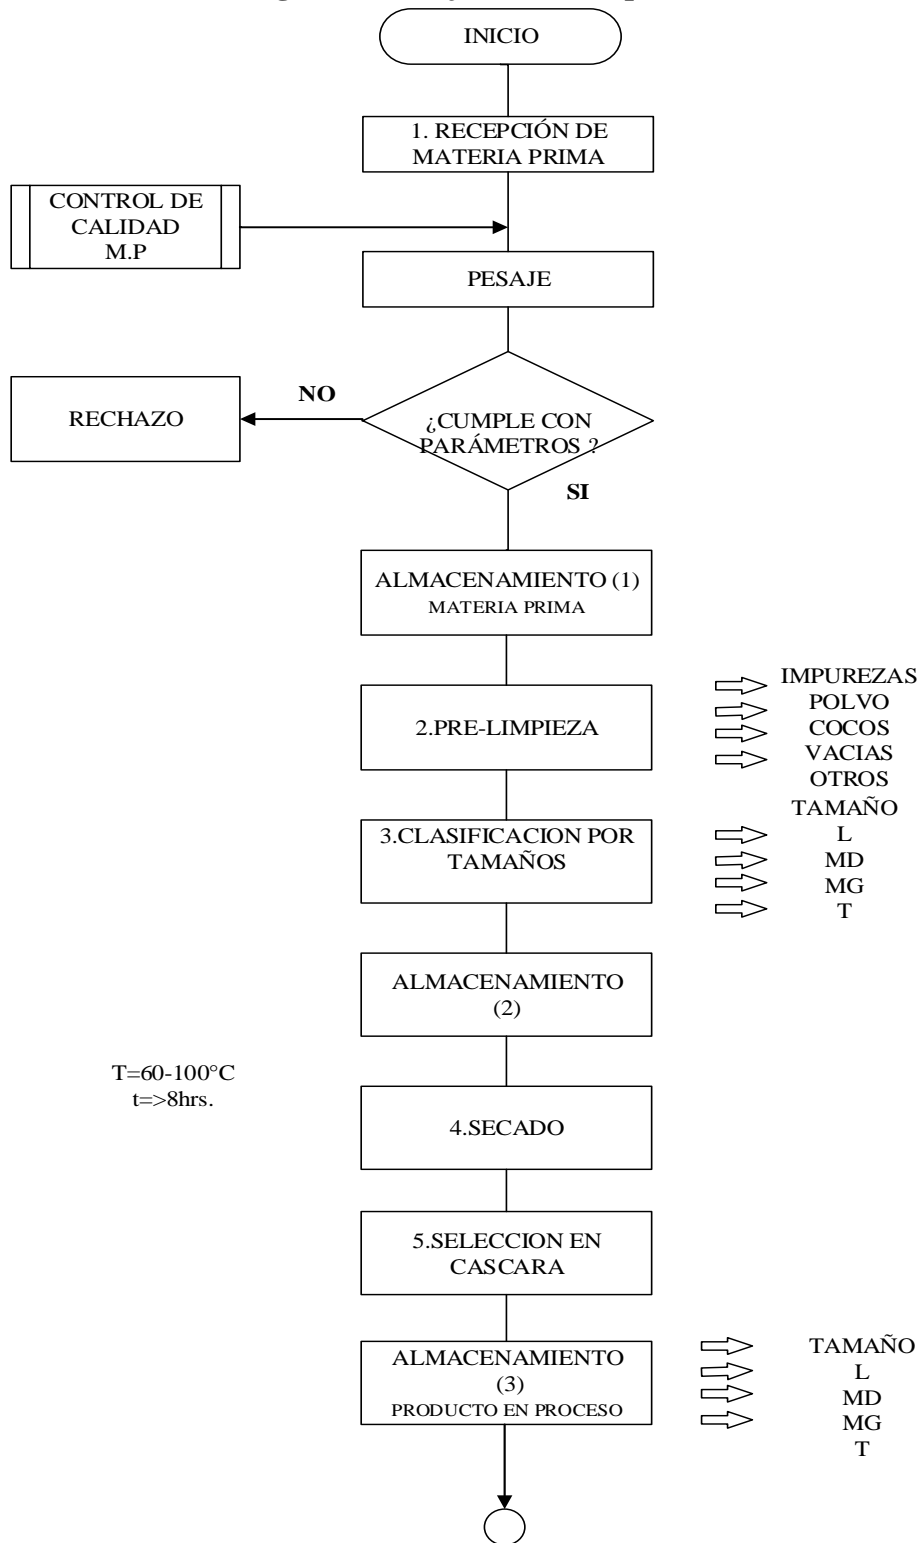 INICIO
1. RECEPCIÓN DE
MATERIA PRIMA
CONTROL DE
CALIDAD
M.P
PESAJE
NO
RECHAZO
¿CUMPLE CON
PARÁMETROS ?
SI
ALMACENAMIENTO (1)
MATERIA PRIMA
2.PRE-LIMPIEZA
IMPUREZAS
POLVO
COCOS
VACIAS
OTROS
3.CLASIFICACION POR
TAMAÑOS
TAMAÑO
L
MD
MG
T
ALMACENAMIENTO
(2)
T=60-100°C
t=>8hrs.
4.SECADO
5.SELECCION EN
CASCARA
ALMACENAMIENTO
(3)
PRODUCTO EN PROCESO
TAMAÑO
L
MD
MG
T